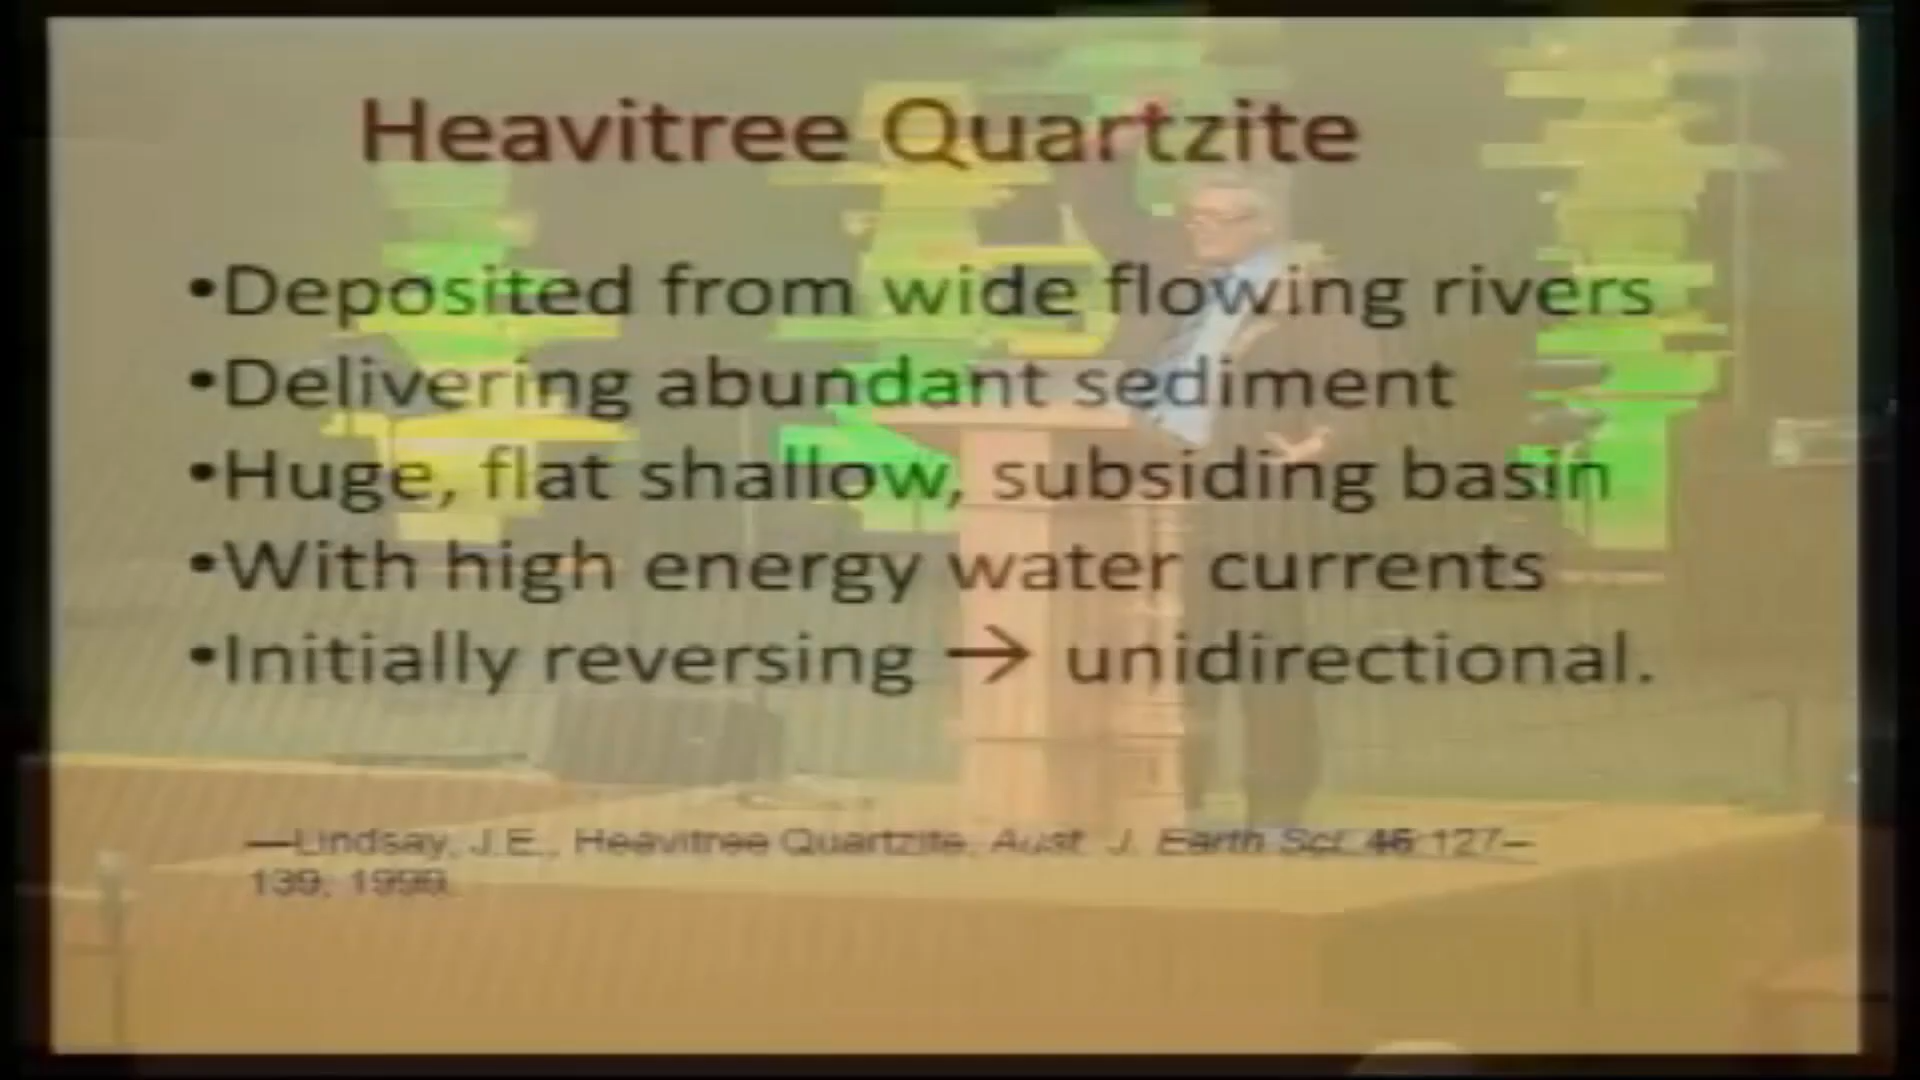 Heavitree Quartzite
•Deposited from wide flowing rivers
•Delivering abundant sediment
•Huge, flat shallow, subsiding basin
•With high energy water currents
•Initially reversing → unidirectional.
—Lindsay, J.E., Heavitree Quartzite, Aust. J. Earth Sci. 46:127–
139; 1999.